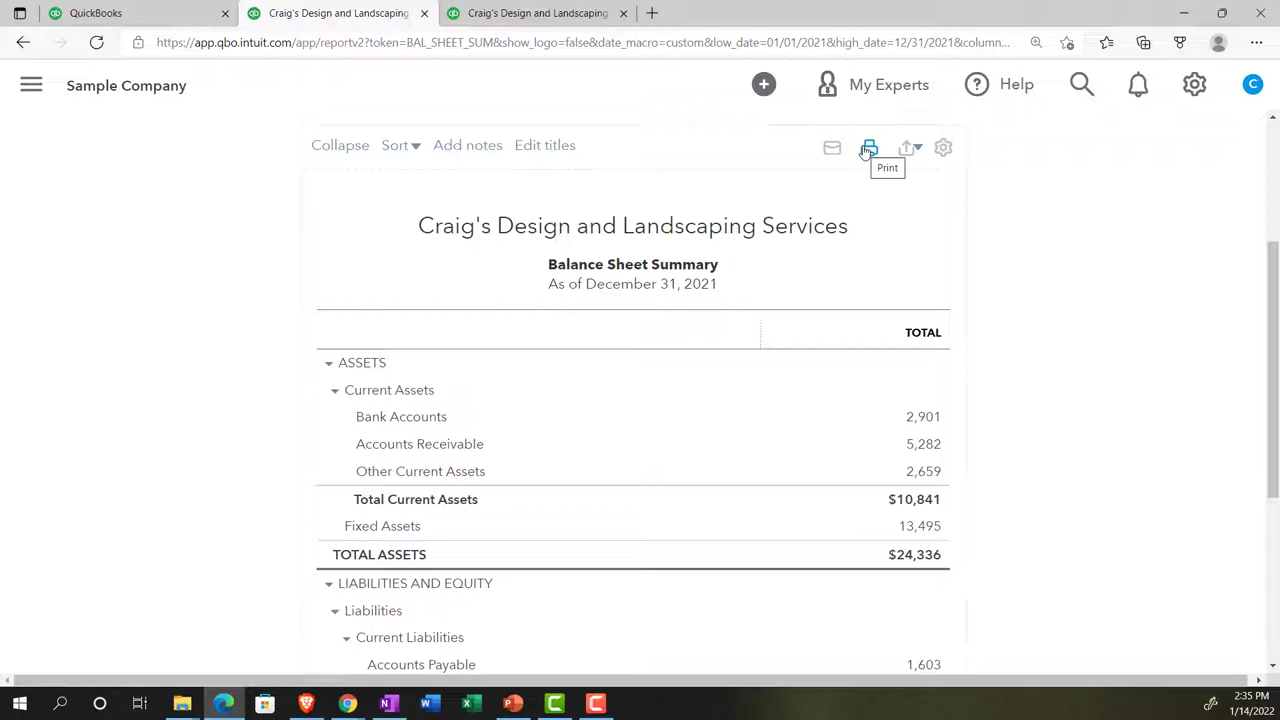 QuickBooks
Craig's Design and Landscaping
Craig's Design and Landscaping
https://app.qbo.intuit.com/app/reportv2?token=BAL_SHEET_SUM&show_logo=false&date_macro=custom&low_date=01/01/2021&high_date=12/31/2021&column...
Sample Company
My Experts
Help
C
Collapse Sort Add notes Edit titles
Print
Craig's Design and Landscaping Services
Balance Sheet Summary
As of December 31, 2021
TOTAL
ASSETS
Current Assets
Bank Accounts 2,901
Accounts Receivable 5,282
Other Current Assets 2,659
Total Current Assets $10,841
Fixed Assets 13,495
TOTAL ASSETS $24,336
LIABILITIES AND EQUITY
Liabilities
Current Liabilities
Accounts Payable 1,603
2:35 PM
1/14/2022